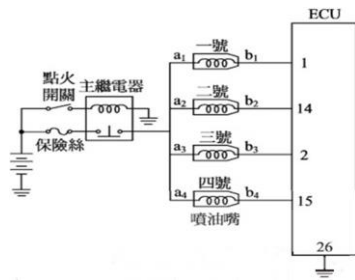 ECU
點火
開關
主繼電器
保險絲
a₁ 一號 b₁ 1
a₂ 二號 b₂ 14
a₃ 三號 b₃ 2
a₄ 四號 b₄ 15
噴油嘴
26